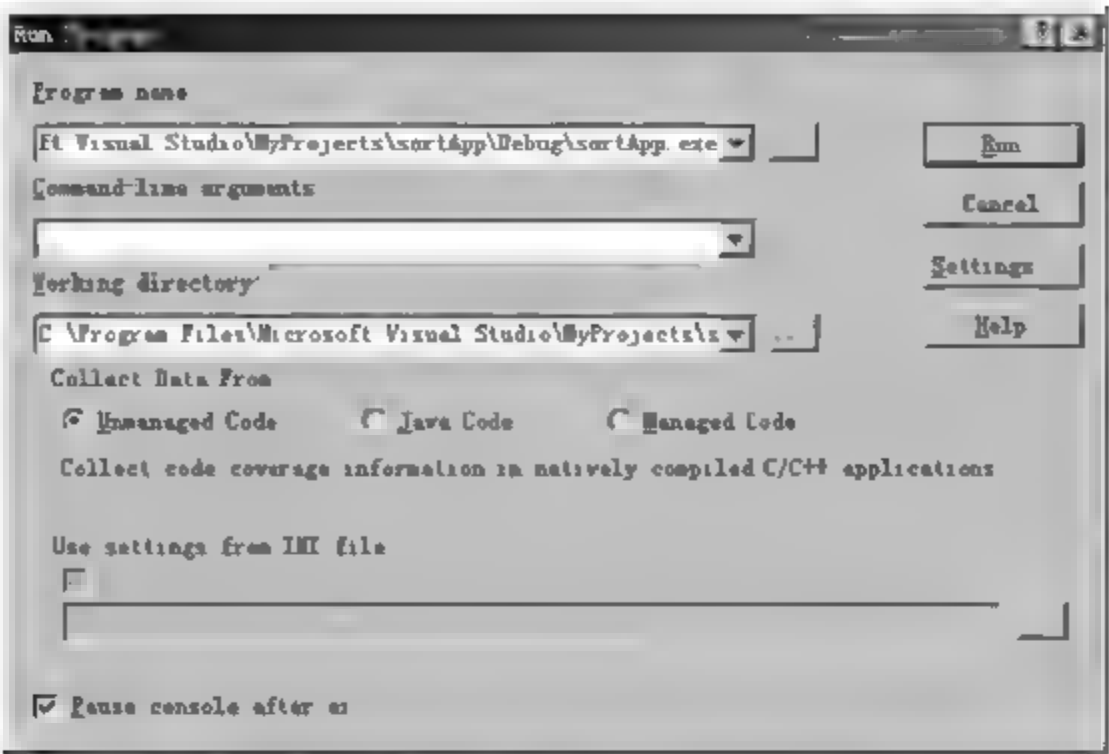 Run Program
Program name
ft Visual Studio\MyProjects\sortApp\Debug\sortApp.exe
Run
Command-line arguments
Cancel
Working directory
Settings
C:\Program Files\Microsoft Visual Studio\MyProjects\s
Help
Collect Data From
Unmanaged Code Java Code Managed Code
Collect code coverage information in natively compiled C/C++ applications
Use settings from INI file
Pause console after